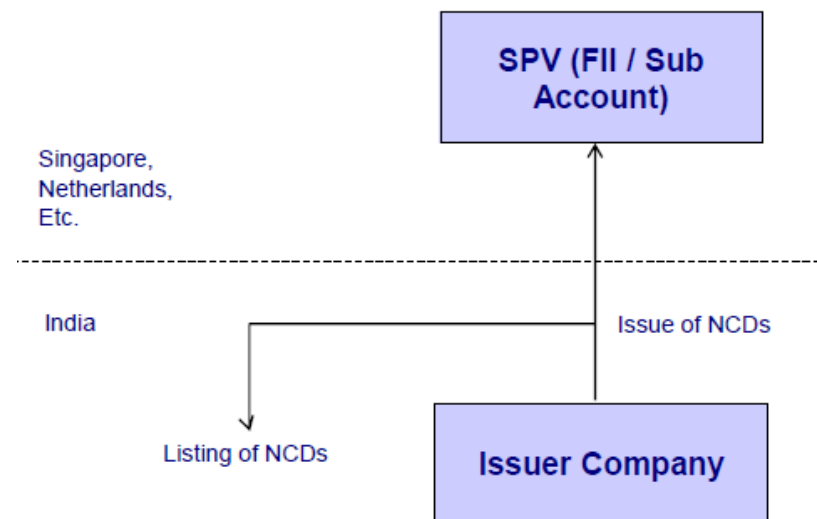 SPV (FII / Sub
Account)
Singapore,
Netherlands,
Etc.
India
Issue of NCDs
Listing of NCDs
Issuer Company